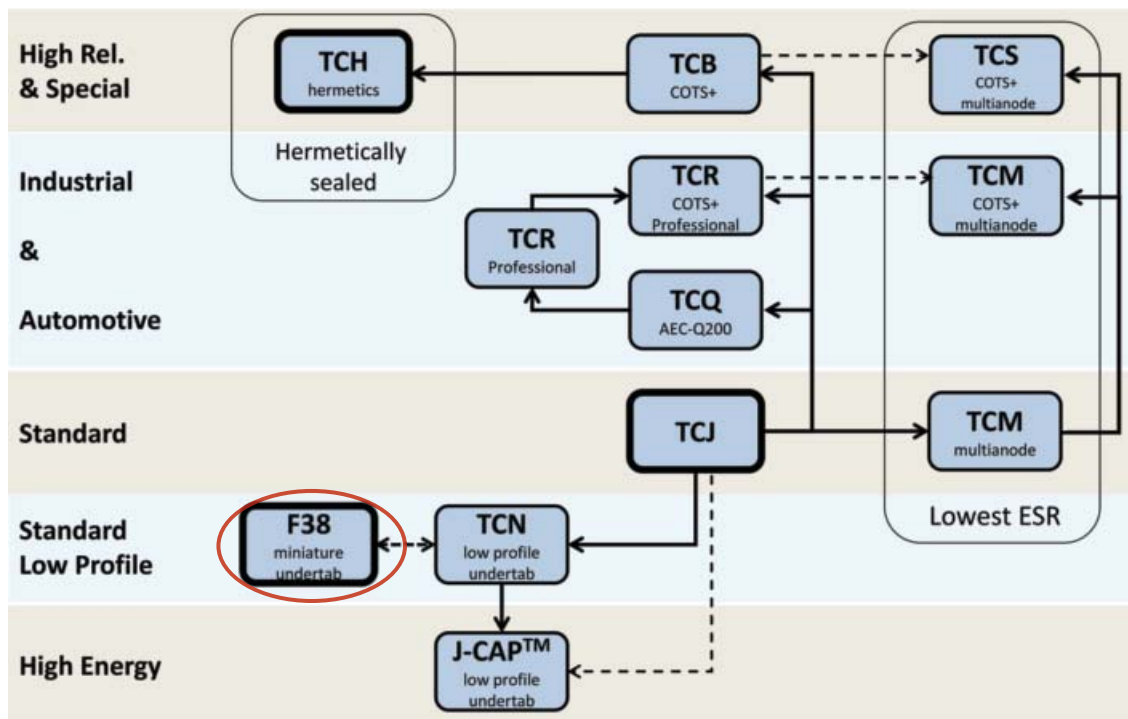 High Rel.
& Special
TCH
hermetics
TCB
COTS+
TCS
COTS+
multianode
Hermetically
sealed
Industrial
&
Automotive
TCR
COTS+
Professional
TCM
COTS+
multianode
TCR
Professional
TCQ
AEC-Q200
Standard
TCJ
TCM
multianode
Lowest ESR
Standard
Low Profile
F38
miniature
undertab
TCN
low profile
undertab
High Energy
J-CAP™
low profile
undertab